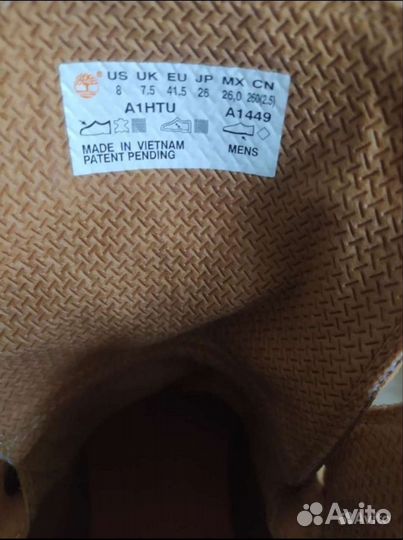 US UK EU JP MX CN
8 7.5 41.5 26 26.0 260(2.5)
A1HTU A1449
MADE IN VIETNAM MENS
PATENT PENDING
Avito